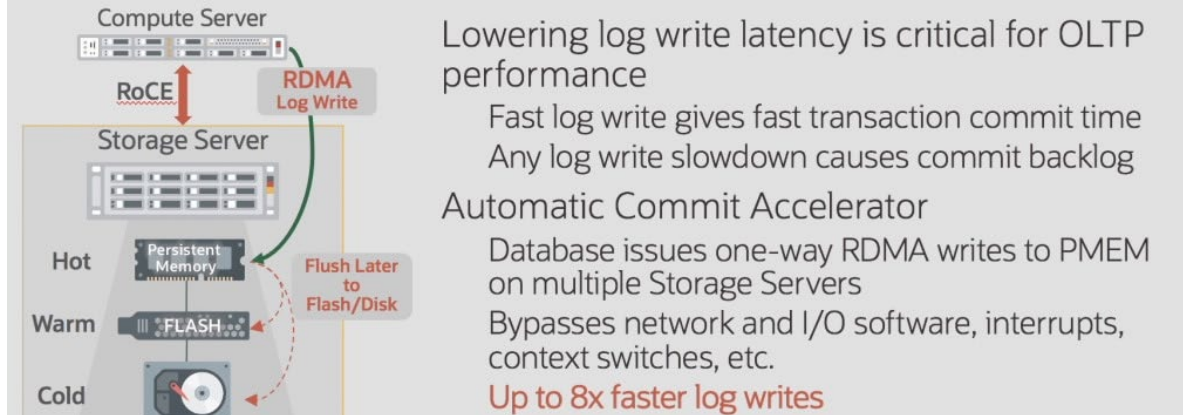 Compute Server
RoCE
RDMA
Log Write
Storage Server
Hot
Persistent
Memory
Flush Later
to
Flash/Disk
Warm
FLASH
Cold
Lowering log write latency is critical for OLTP
performance
Fast log write gives fast transaction commit time
Any log write slowdown causes commit backlog
Automatic Commit Accelerator
Database issues one-way RDMA writes to PMEM
on multiple Storage Servers
Bypasses network and I/O software, interrupts,
context switches, etc.
Up to 8x faster log writes